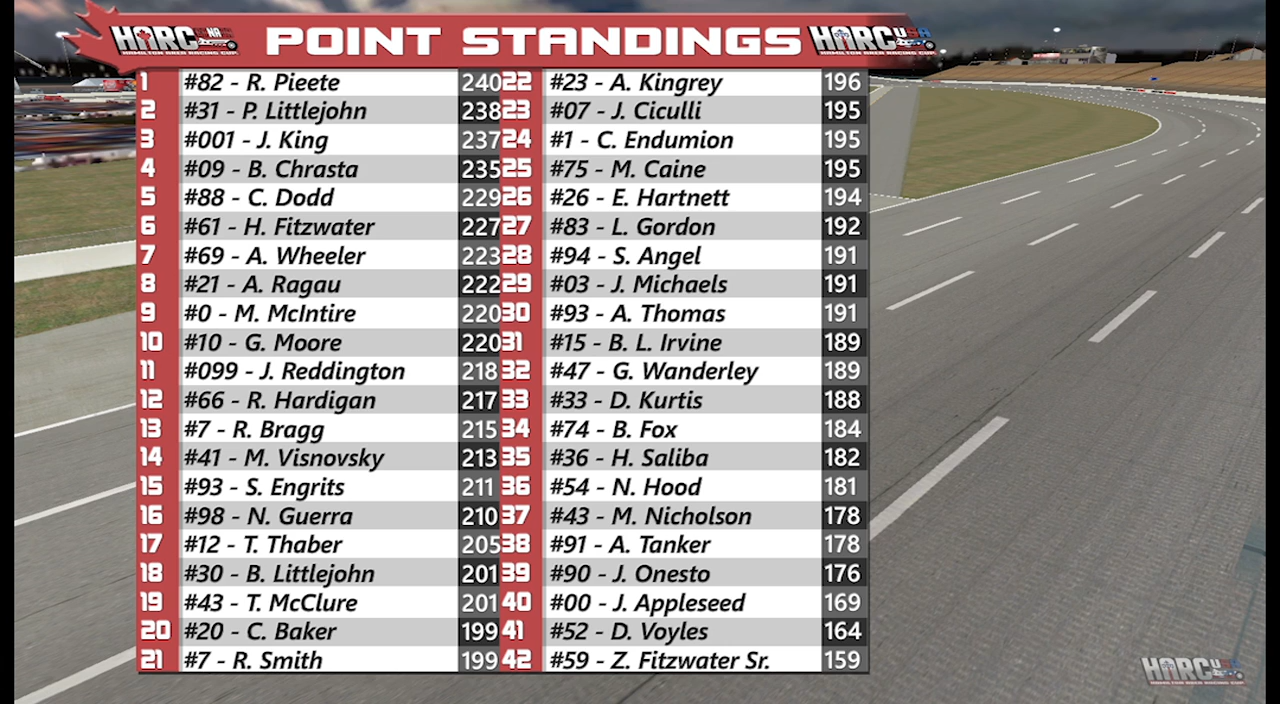 HARC NA POINT STANDINGS HARC USA
HAMILTON AREA RACING CUP
1 #82 - R. Pieete 240
2 #31 - P. Littlejohn 238
3 #001 - J. King 237
4 #09 - B. Chrasta 235
5 #88 - C. Dodd 229
6 #61 - H. Fitzwater 227
7 #69 - A. Wheeler 223
8 #21 - A. Ragau 222
9 #0 - M. McIntire 220
10 #10 - G. Moore 220
11 #099 - J. Reddington 218
12 #66 - R. Hardigan 217
13 #7 - R. Bragg 215
14 #41 - M. Visnovsky 213
15 #93 - S. Engrits 211
16 #98 - N. Guerra 210
17 #12 - T. Thaber 205
18 #30 - B. Littlejohn 201
19 #43 - T. McClure 201
20 #20 - C. Baker 199
21 #7 - R. Smith 199
22 #23 - A. Kingrey 196
23 #07 - J. Ciculli 195
24 #1 - C. Endumion 195
25 #75 - M. Caine 195
26 #26 - E. Hartnett 194
27 #83 - L. Gordon 192
28 #94 - S. Angel 191
29 #03 - J. Michaels 191
30 #93 - A. Thomas 191
31 #15 - B. L. Irvine 189
32 #47 - G. Wanderley 189
33 #33 - D. Kurtis 188
34 #74 - B. Fox 184
35 #36 - H. Saliba 182
36 #54 - N. Hood 181
37 #43 - M. Nicholson 178
38 #91 - A. Tanker 178
39 #90 - J. Onesto 176
40 #00 - J. Appleseed 169
41 #52 - D. Voyles 164
42 #59 - Z. Fitzwater Sr. 159
HARC USA